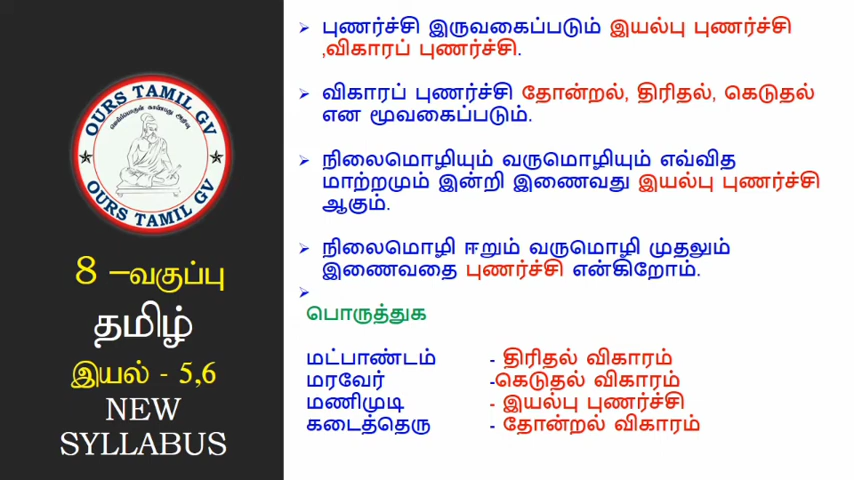 OURS TAMIL GV
OURS TAMIL GV
8 –வகுப்பு
தமிழ்
இயல் - 5,6
NEW
SYLLABUS
புணர்ச்சி இருவகைப்படும் இயல்பு புணர்ச்சி
,விகாரப் புணர்ச்சி.
விகாரப் புணர்ச்சி தோன்றல், திரிதல், கெடுதல்
என மூவகைப்படும்.
நிலைமொழியும் வருமொழியும் எவ்வித
மாற்றமும் இன்றி இணைவது இயல்பு புணர்ச்சி
ஆகும்.
நிலைமொழி ஈறும் வருமொழி முதலும்
இணைவதை புணர்ச்சி என்கிறோம்.
பொருத்துக
மட்பாண்டம் - திரிதல் விகாரம்
மரவேர் -கெடுதல் விகாரம்
மணிமுடி - இயல்பு புணர்ச்சி
கடைத்தெரு - தோன்றல் விகாரம்